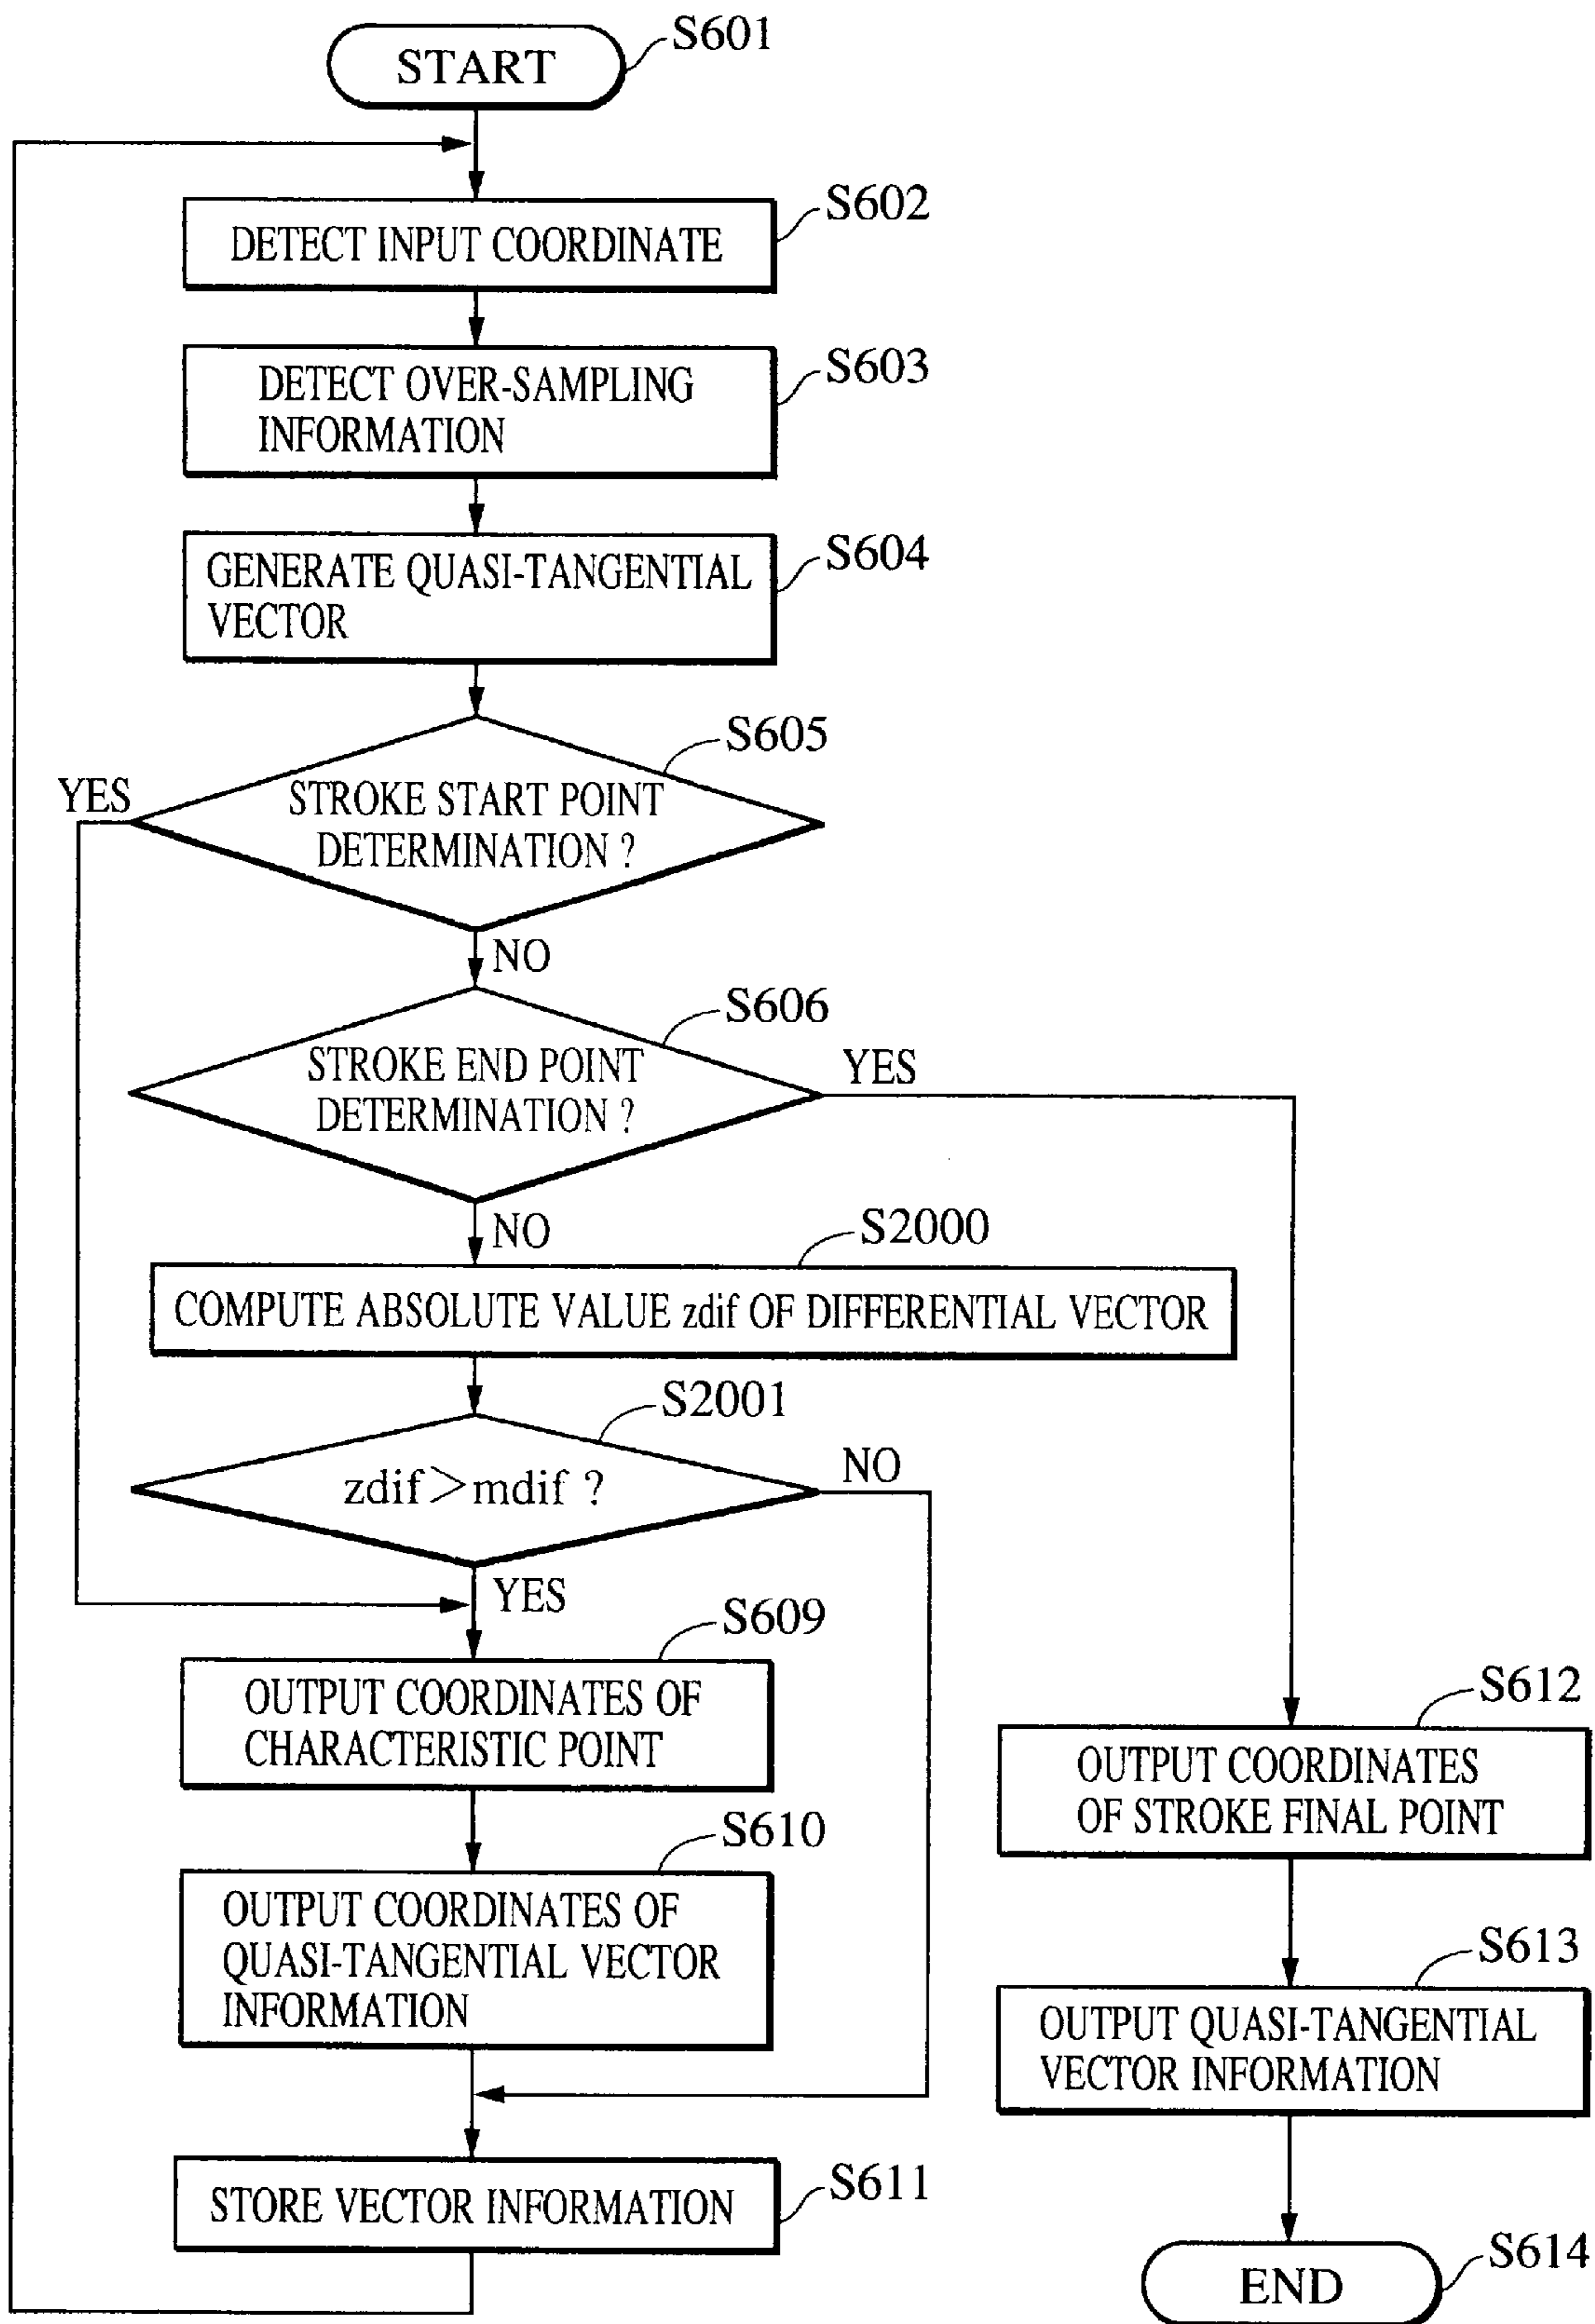 START
S601
DETECT INPUT COORDINATE
S602
DETECT OVER-SAMPLING
INFORMATION
S603
GENERATE QUASI-TANGENTIAL
VECTOR
S604
STROKE START POINT
DETERMINATION ?
S605
YES
NO
STROKE END POINT
DETERMINATION ?
S606
YES
NO
COMPUTE ABSOLUTE VALUE zdif OF DIFFERENTIAL VECTOR
S2000
zdif>mdif ?
S2001
NO
YES
OUTPUT COORDINATES OF
CHARACTERISTIC POINT
S609
OUTPUT COORDINATES OF
QUASI-TANGENTIAL VECTOR
INFORMATION
S610
STORE VECTOR INFORMATION
S611
OUTPUT COORDINATES
OF STROKE FINAL POINT
S612
OUTPUT QUASI-TANGENTIAL
VECTOR INFORMATION
S613
END
S614